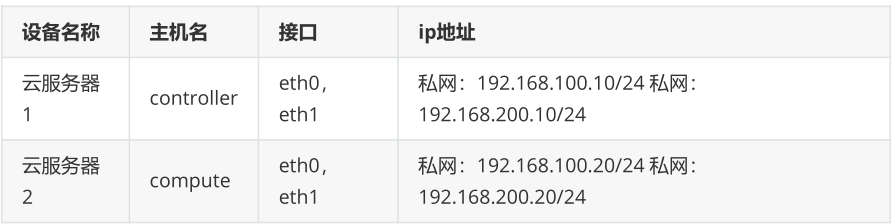 设备名称 主机名 接口 ip地址
云服务器 1 controller eth0， eth1 私网：192.168.100.10/24 私网： 192.168.200.10/24
云服务器 2 compute eth0， eth1 私网：192.168.100.20/24 私网： 192.168.200.20/24